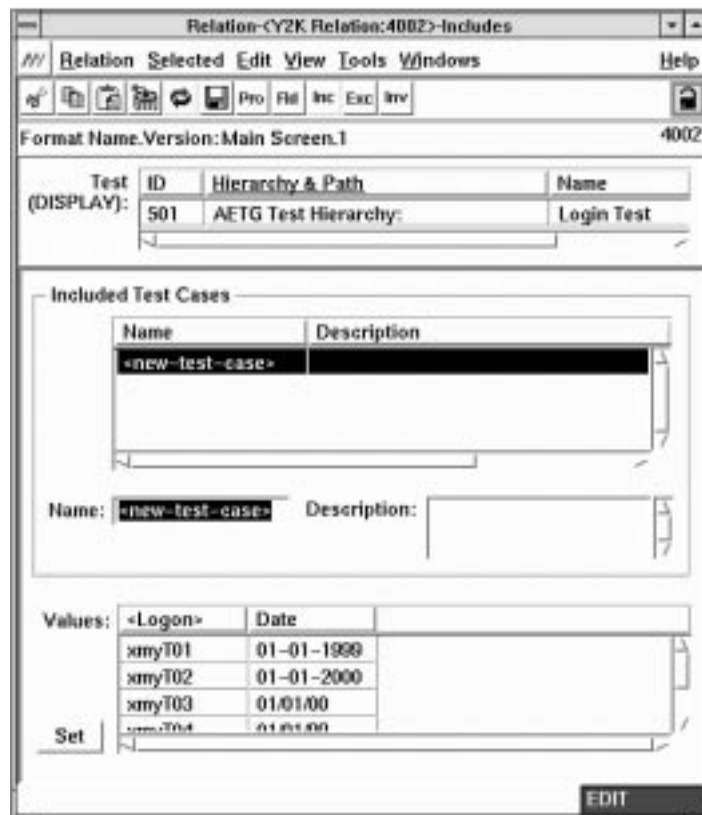 Relation-<Y2K Relation:4002>-Includes
Relation Selected Edit View Tools Windows Help
Pro Fld Inc Exc Inv
Format Name.Version: Main Screen.1 4002
Test (DISPLAY): ID Hierarchy & Path Name
501 AETG Test Hierarchy: Login Test
Included Test Cases
Name Description
<new-test-case>
Name: <new-test-case> Description:
Values: <Logon> Date
xmyT01 01-01-1999
xmyT02 01-01-2000
xmyT03 01/01/00
Set
EDIT